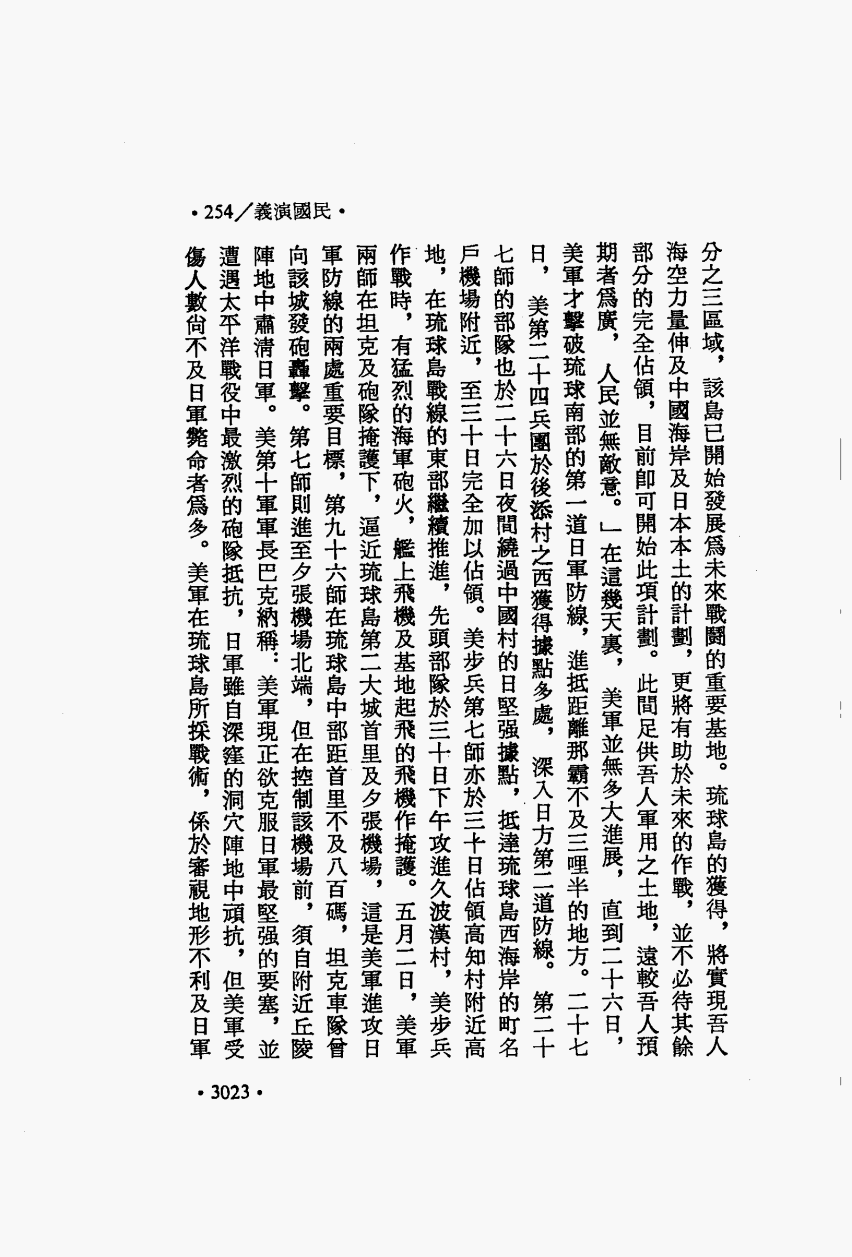 •254／義演國民•
分之三區域，該島已開始發展爲未來戰鬪的重要基地。琉球島的獲得，將實現吾人
海空力量伸及中國海岸及日本本土的計劃，更將有助於未來的作戰，並不必待其餘
部分的完全佔領，目前卽可開始此項計劃。此間足供吾人軍用之土地，遠較吾人預
期者爲廣，人民並無敵意。」在這幾天裏，美軍並無多大進展，直到二十六日，
美軍才擊破琉球南部的第一道日軍防線，進抵距離那霸不及三哩半的地方。二十七
日，美第二十四兵團於後添村之西獲得據點多處，深入日方第二道防線。第二十
七師的部隊也於二十六日夜間繞過中國村的日堅强據點，抵達琉球島西海岸的町名
戶機場附近，至三十日完全加以佔領。美步兵第七師亦於三十日佔領高知村附近高
地，在琉球島戰線的東部繼續推進，先頭部隊於三十日下午攻進久波漢村，美步兵
作戰時，有猛烈的海軍砲火，艦上飛機及基地起飛的飛機作掩護。五月二日，美軍
兩師在坦克及砲隊掩護下，逼近琉球島第二大城首里及夕張機場，這是美軍進攻日
軍防線的兩處重要目標，第九十六師在琉球島中部距首里不及八百碼，坦克車隊曾
向該城發砲轟擊。第七師則進至夕張機場北端，但在控制該機場前，須自附近丘陵
陣地中肅清日軍。美第十軍軍長巴克納稱：美軍現正欲克服日軍最堅强的要塞，並
遭遇太平洋戰役中最激烈的砲隊抵抗，日軍雖自深窪的洞穴陣地中頑抗，但美軍受
傷人數尙不及日軍斃命者爲多。美軍在琉球島所採戰術，係於審視地形不利及日軍
•3023•